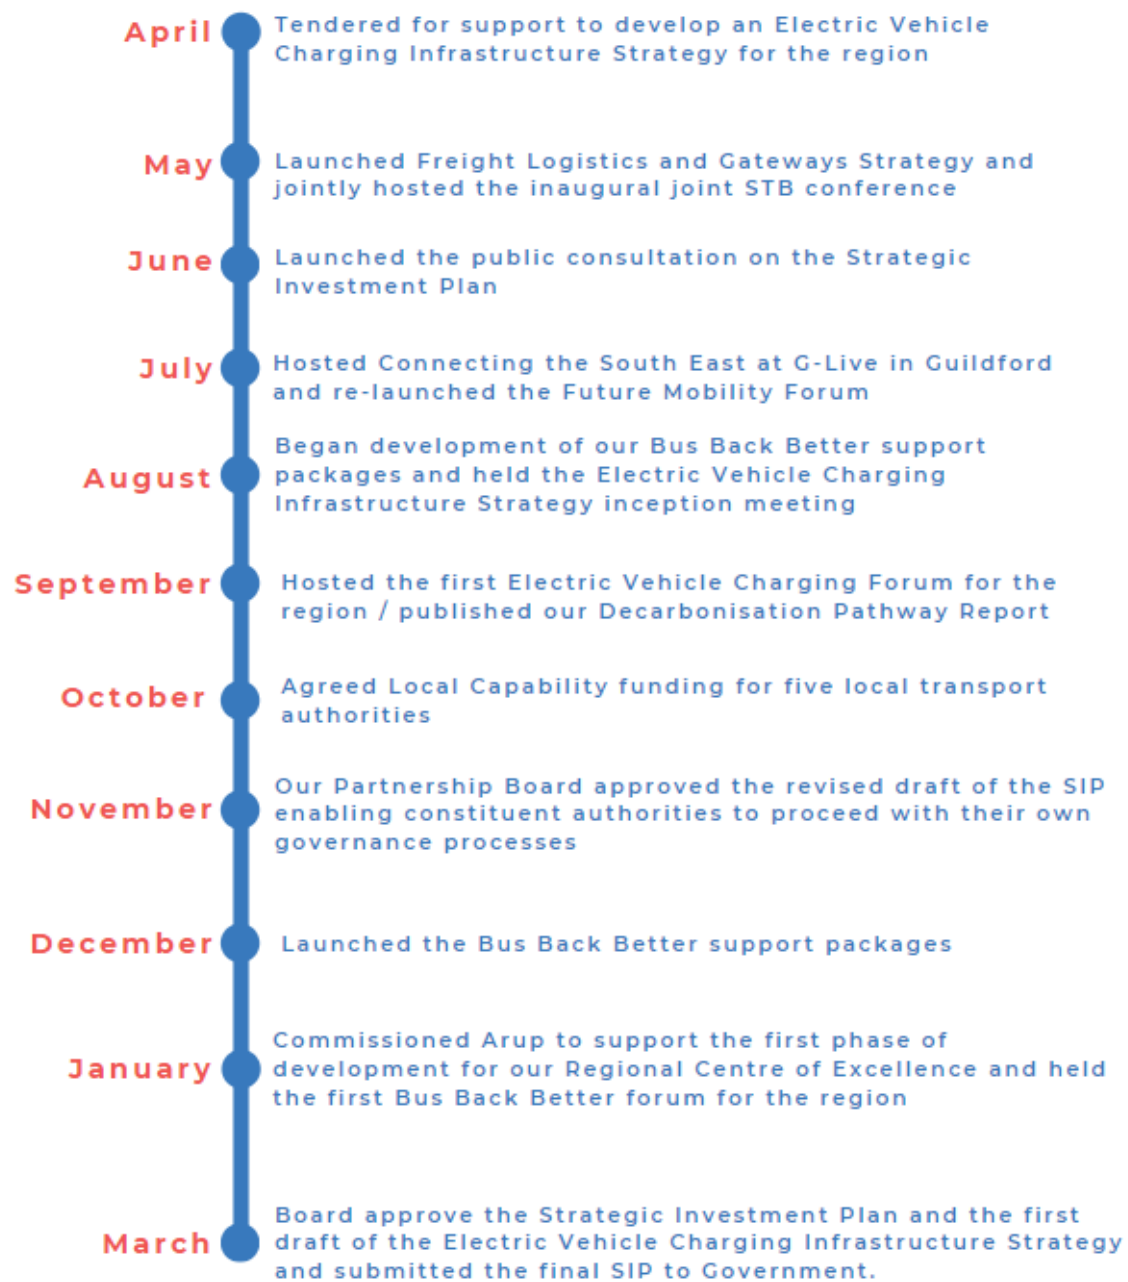 April
Tendered for support to develop an Electric Vehicle
Charging Infrastructure Strategy for the region
May
Launched Freight Logistics and Gateways Strategy and
jointly hosted the inaugural joint STB conference
June
Launched the public consultation on the Strategic
Investment Plan
July
Hosted Connecting the South East at G-Live in Guildford
and re-launched the Future Mobility Forum
August
Began development of our Bus Back Better support
packages and held the Electric Vehicle Charging
Infrastructure Strategy inception meeting
September
Hosted the first Electric Vehicle Charging Forum for the
region / published our Decarbonisation Pathway Report
October
Agreed Local Capability funding for five local transport
authorities
November
Our Partnership Board approved the revised draft of the SIP
enabling constituent authorities to proceed with their own
governance processes
December
Launched the Bus Back Better support packages
January
Commissioned Arup to support the first phase of
development for our Regional Centre of Excellence and held
the first Bus Back Better forum for the region
March
Board approve the Strategic Investment Plan and the first
draft of the Electric Vehicle Charging Infrastructure Strategy
and submitted the final SIP to Government.